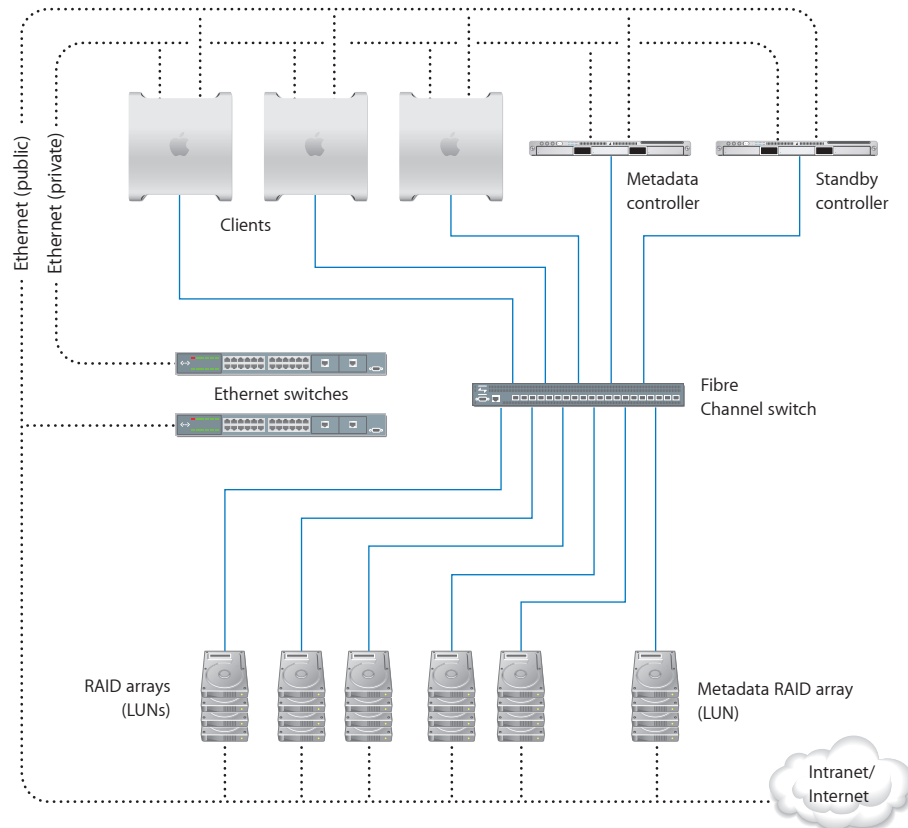 Ethernet (public)
Ethernet (private)
Clients
Metadata
controller
Standby
controller
Ethernet switches
Fibre
Channel switch
RAID arrays
(LUNs)
Metadata RAID array
(LUN)
Intranet/
Internet